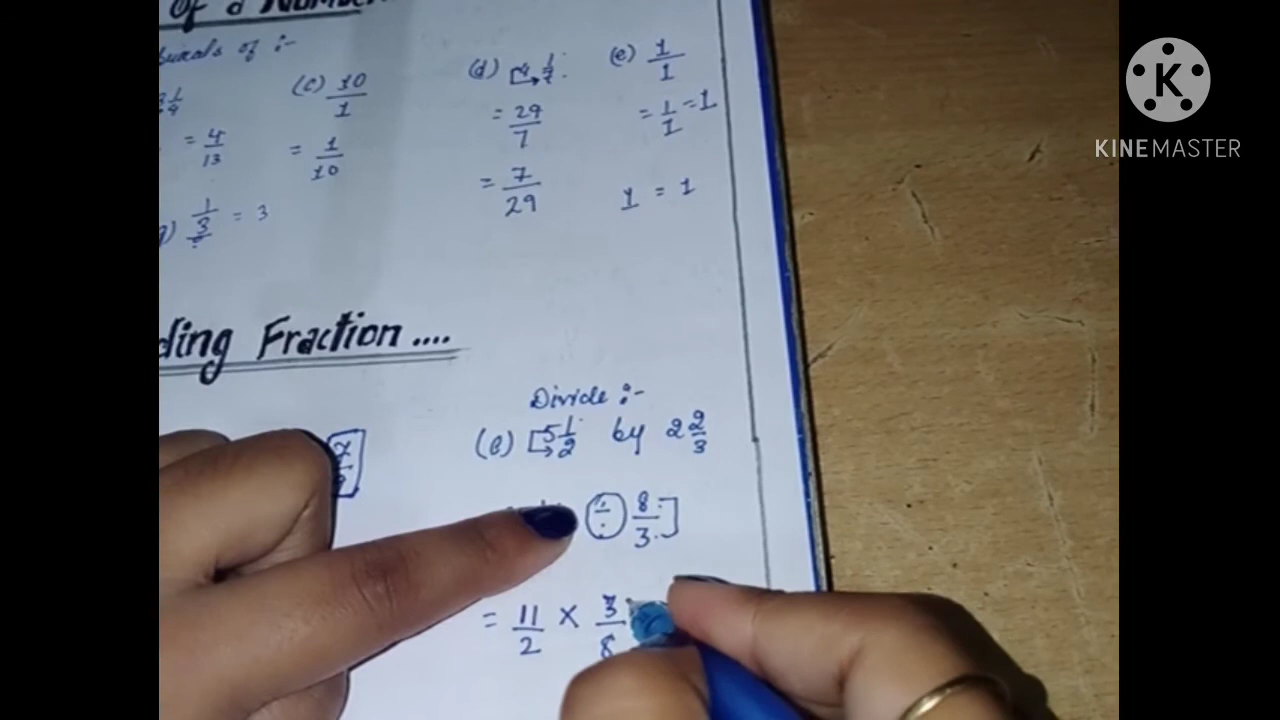 Of a Number
of :-
(c) 10/1
(d) 4 1/7
(e) 1/1
= 4/13
= 1/10
= 29/7
= 1/1 = 1
= 7/29
1 = 1
1/3 = 3
ding Fraction ....
Divide :-
(e) 5 1/2 by 2 2/3
÷ 8/3
= 11/2 × 3/8
K
KINEMASTER